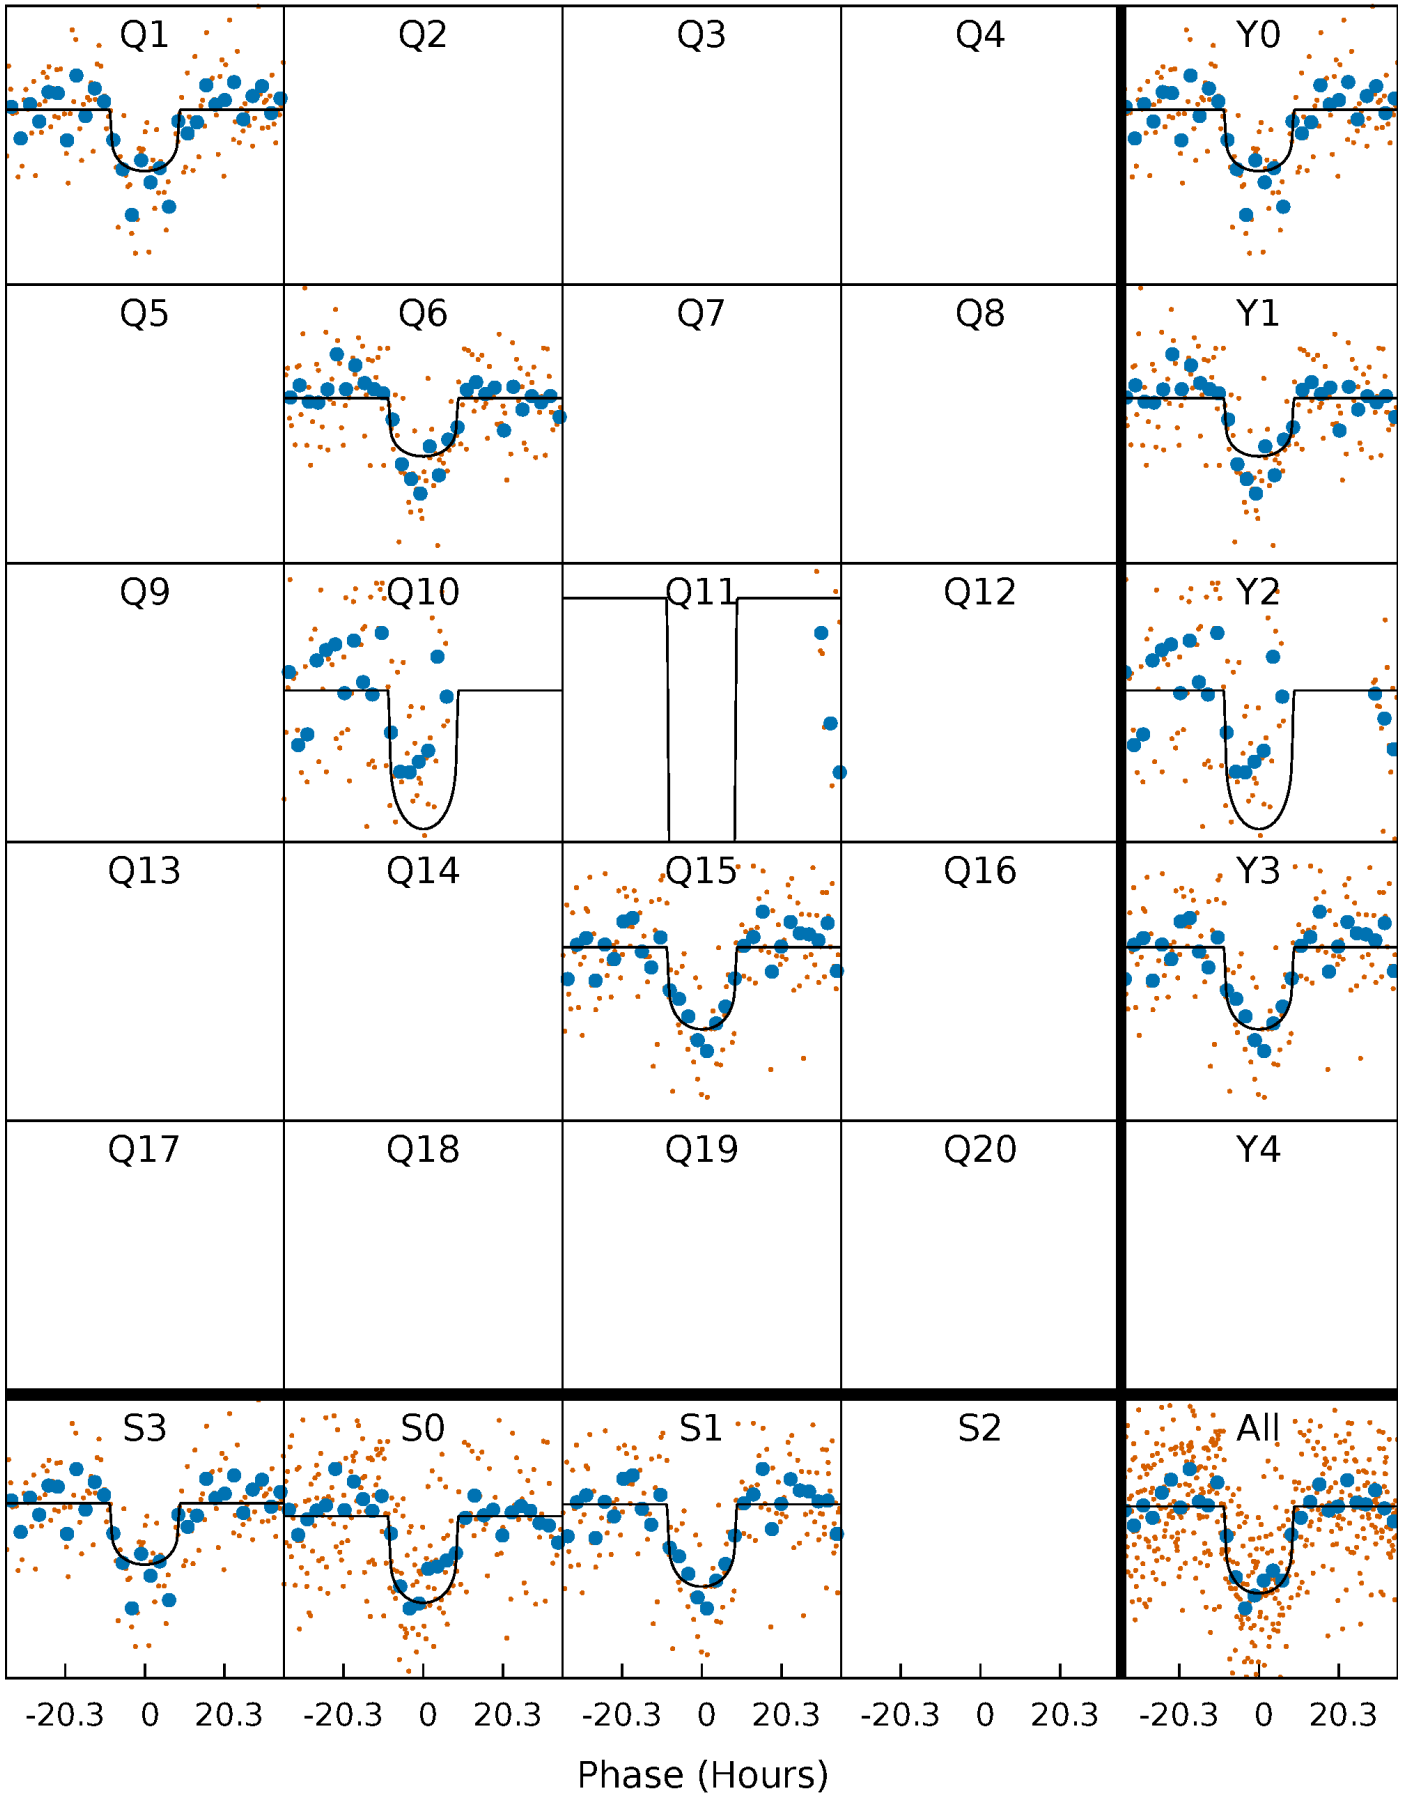 Q1 Q2 Q3 Q4 Y0
Q5 Q6 Q7 Q8 Y1
Q9 Q10 Q11 Q12 Y2
Q13 Q14 Q15 Q16 Y3
Q17 Q18 Q19 Q20 Y4
S3 S0 S1 S2 All
-20.3 0 20.3 -20.3 0 20.3 -20.3 0 20.3 -20.3 0 20.3 -20.3 0 20.3
Phase (Hours)